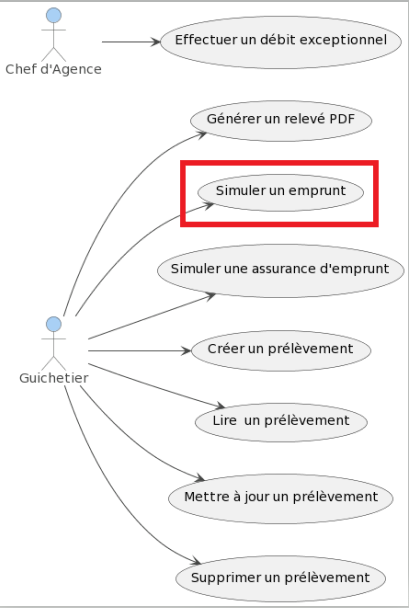 Effectuer un débit exceptionnel
Chef d'Agence
Générer un relevé PDF
Simuler un emprunt
Simuler une assurance d'emprunt
Créer un prélèvement
Guichetier
Lire  un prélèvement
Mettre à jour un prélèvement
Supprimer un prélèvement